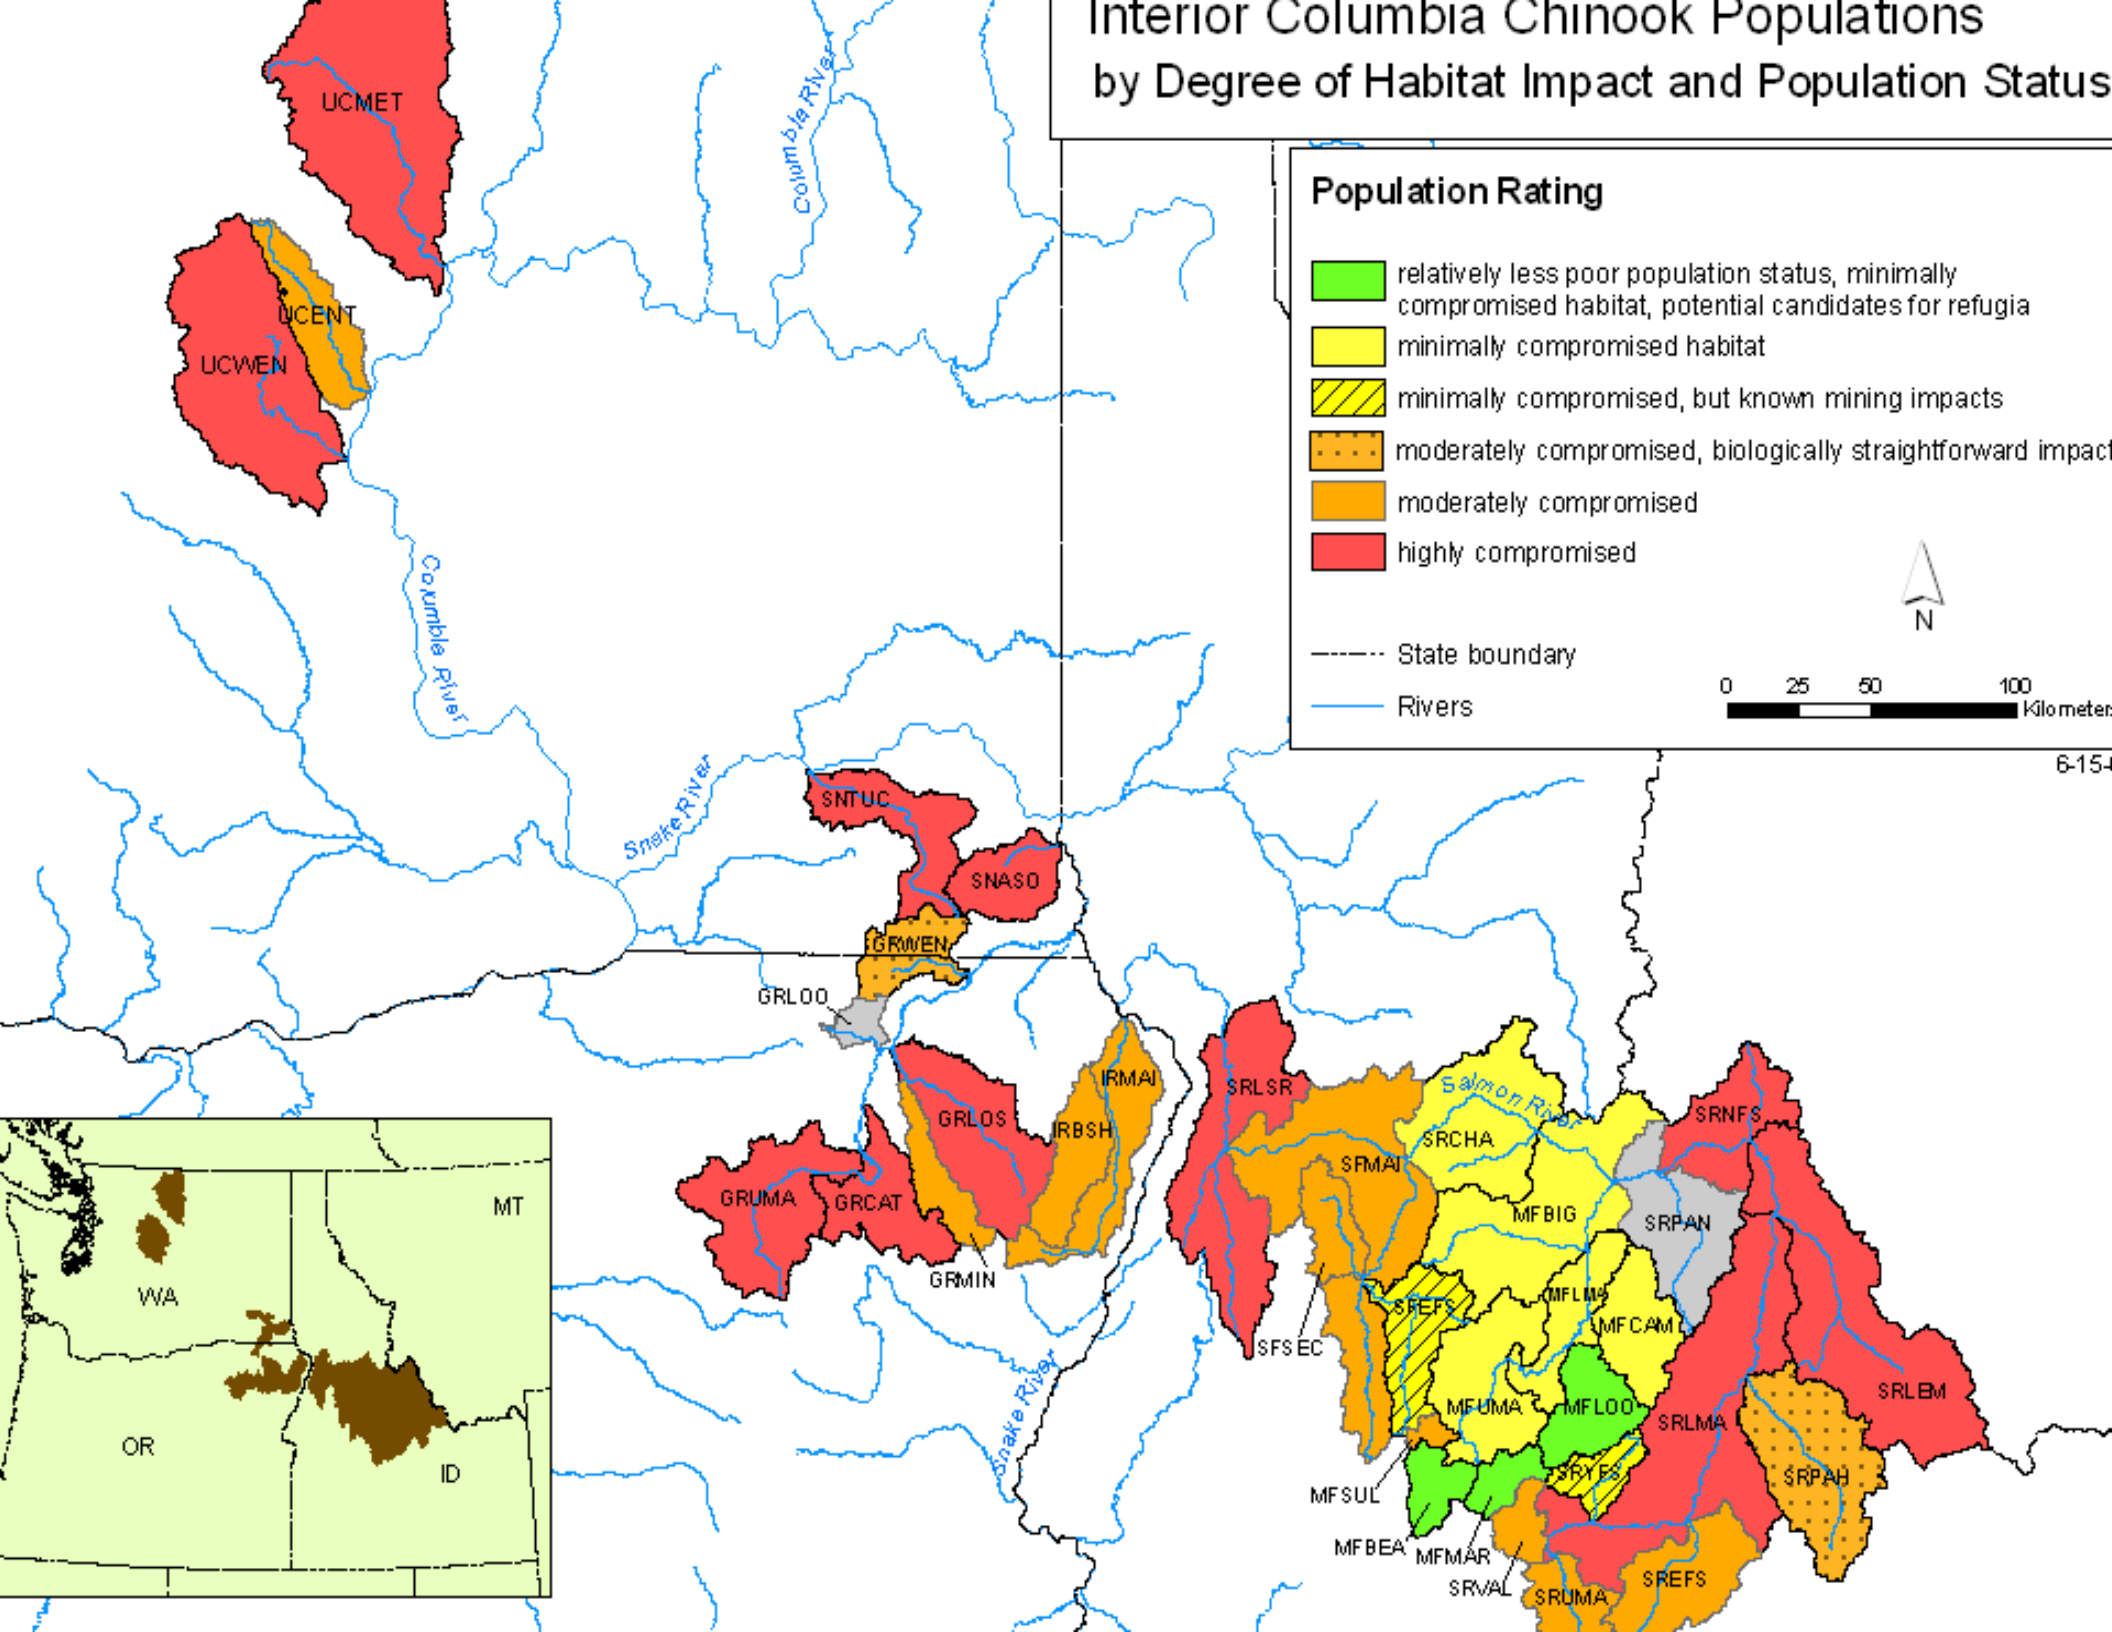 Interior Columbia Chinook Populations
by Degree of Habitat Impact and Population Status
Population Rating
relatively less poor population status, minimally
compromised habitat, potential candidates for refugia
minimally compromised habitat
minimally compromised, but known mining impacts
moderately compromised, biologically straightforward impact
moderately compromised
highly compromised
N
State boundary
Rivers
0 25 50 100
Kilometers
6-15-
UCMET
Columbia River
UCENT
UCWEN
Columbia River
Snake River
SNTUC
SNASO
GRWEN
GRLOO
GRLOS
IRMAI
IRBSH
GRUMA
GRCAT
GRMIN
SRLSR
SFMAI
Salmon River
SRCHA
SRNFS
MFBIG
SRPAN
SFSEC
SFEFS
MFLMA
MFCAM
MFUMA
MFLOO
SRLMA
SRLEM
SRYFS
SRPAH
MFSUL
MFBEA
MFMAR
SRVAL
SRUMA
SREFS
Snake River
WA
MT
OR
ID